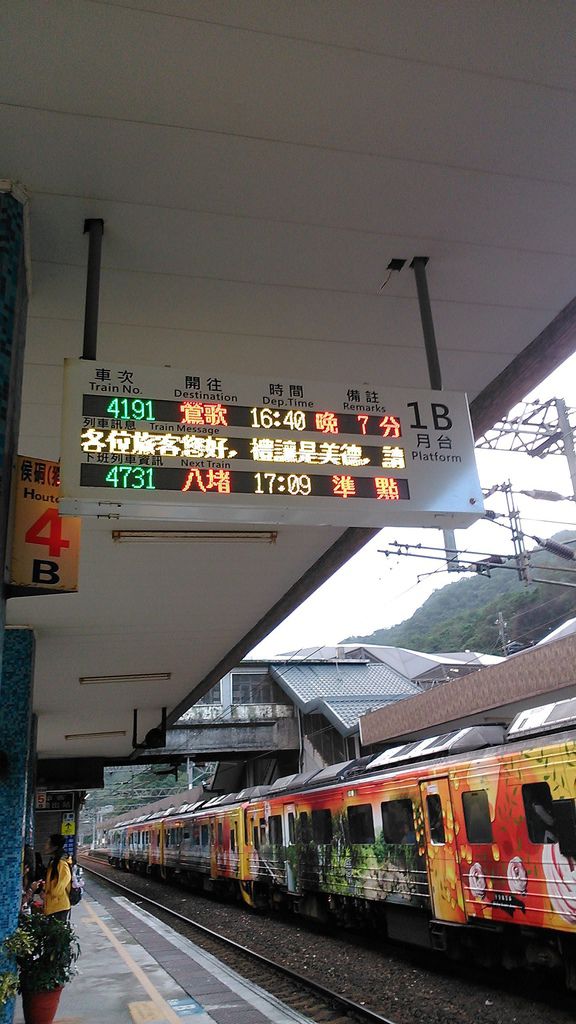 車次 開往 時間 備註
Train No. Destination Dep.Time Remarks
4191 鶯歌 16:40 晚 7 分
列車訊息 Train Message
各位旅客您好，禮讓是美德，請
下班列車資訊 Next Train
4731 八堵 17:09 準 點
1B
月台
Platform
侯硐(
Hout
4
B